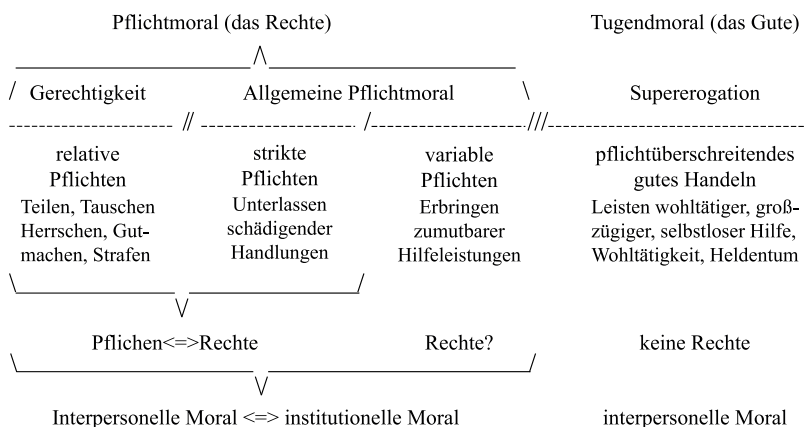 Pflichtmoral (das Rechte) Tugendmoral (das Gute)
/ Gerechtigkeit Allgemeine Pflichtmoral \ Supererogation
--------------------- // -------------------- / -------------------- /// -----------------------------------
relative strikte variable pflichtüberschreitendes
Pflichten Pflichten Pflichten gutes Handeln
Teilen, Tauschen Unterlassen Erbringen Leisten wohltätiger, groß-
Herrschen, Gut- schädigender zumutbarer zügiger, selbstloser Hilfe,
machen, Strafen Handlungen Hilfeleistungen Wohltätigkeit, Heldentum
Pflichen<=>Rechte Rechte? keine Rechte
Interpersonelle Moral <=> institutionelle Moral interpersonelle Moral